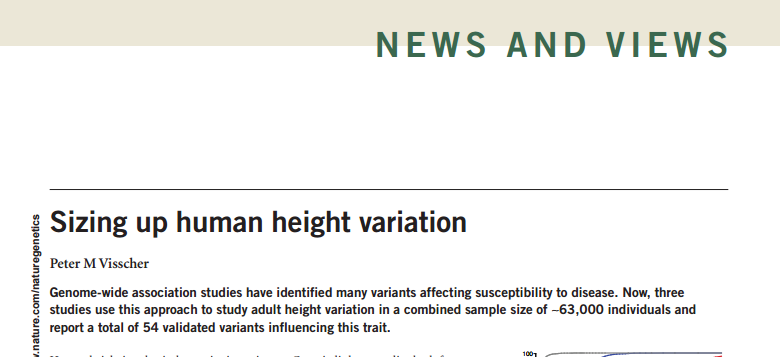 NEWS AND VIEWS
Sizing up human height variation
Peter M Visscher
Genome-wide association studies have identified many variants affecting susceptibility to disease. Now, three
studies use this approach to study adult height variation in a combined sample size of ~63,000 individuals and
report a total of 54 validated variants influencing this trait.
.nature.com/naturegenetics
100